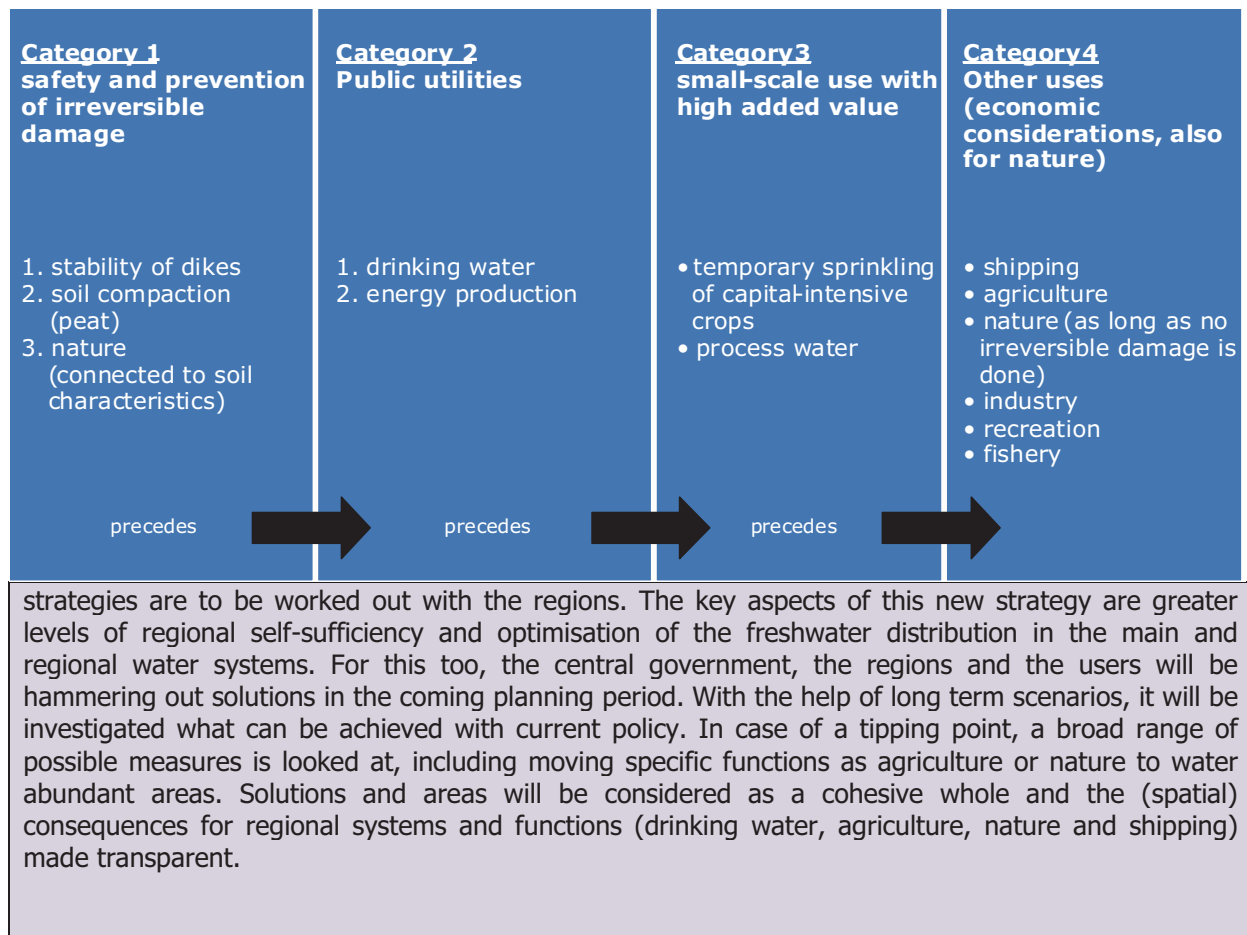 Category 1
safety and prevention
of irreversible
damage
1. stability of dikes
2. soil compaction
(peat)
3. nature
(connected to soil
characteristics)
precedes
Category 2
Public utilities
1. drinking water
2. energy production
precedes
Category3
small-scale use with
high added value
• temporary sprinkling
of capital-intensive
crops
• process water
precedes
Category4
Other uses
(economic
considerations, also
for nature)
• shipping
• agriculture
• nature (as long as no
irreversible damage is
done)
• industry
• recreation
• fishery
strategies are to be worked out with the regions. The key aspects of this new strategy are greater
levels of regional self-sufficiency and optimisation of the freshwater distribution in the main and
regional water systems. For this too, the central government, the regions and the users will be
hammering out solutions in the coming planning period. With the help of long term scenarios, it will be
investigated what can be achieved with current policy. In case of a tipping point, a broad range of
possible measures is looked at, including moving specific functions as agriculture or nature to water
abundant areas. Solutions and areas will be considered as a cohesive whole and the (spatial)
consequences for regional systems and functions (drinking water, agriculture, nature and shipping)
made transparent.